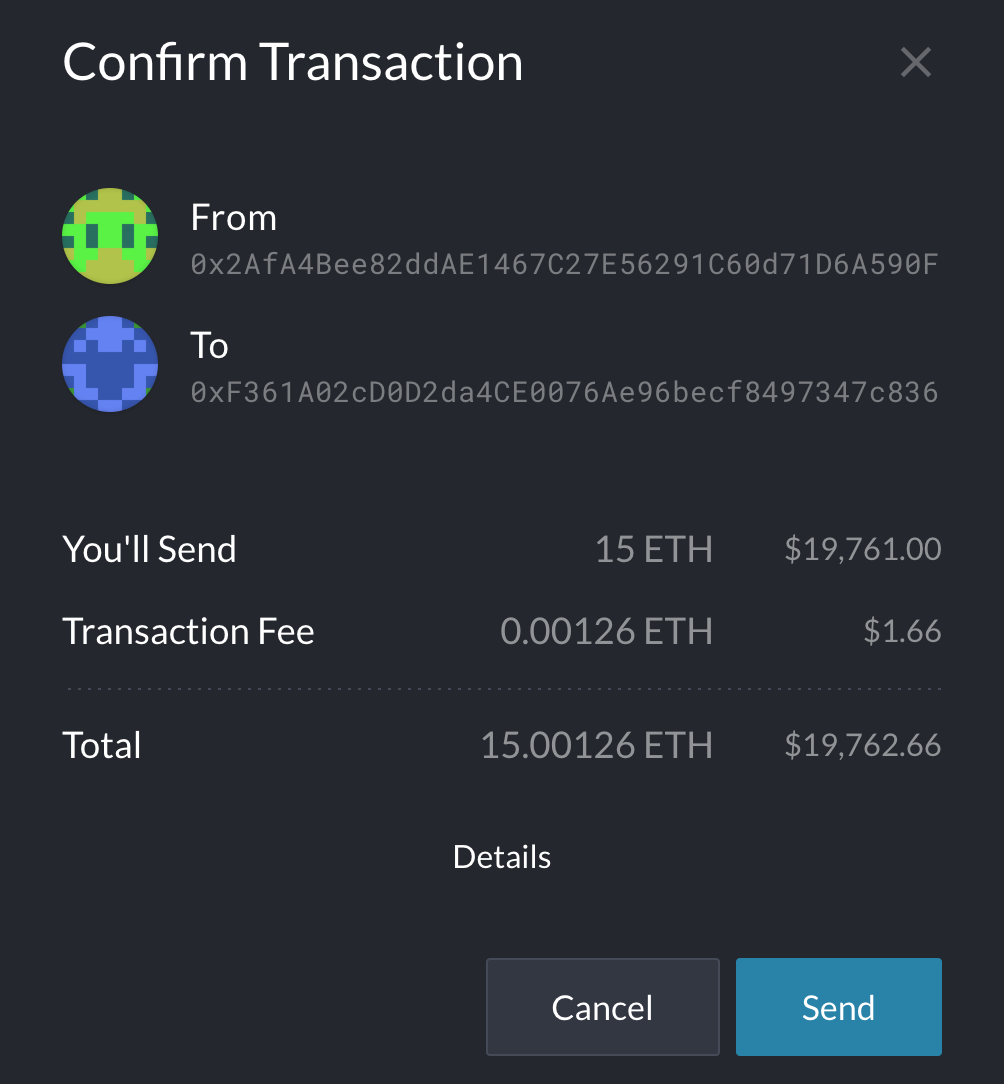 Confirm Transaction
From
0x2AfA4Bee82ddAE1467C27E56291C60d71D6A590F
To
0xF361A02cD0D2da4CE0076Ae96becf8497347c836
You'll Send 15 ETH $19,761.00
Transaction Fee 0.00126 ETH $1.66
Total 15.00126 ETH $19,762.66
Details
Cancel Send